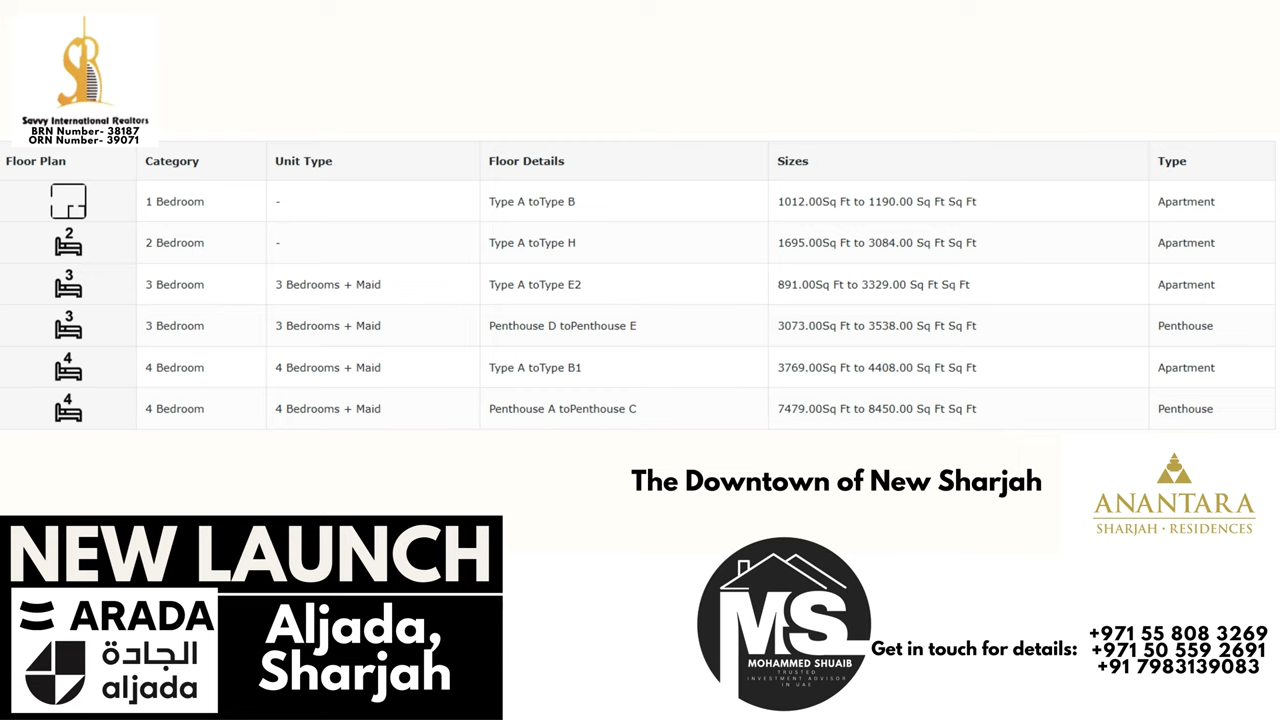 SR
Savvy International Realtors
BRN Number- 38187
ORN Number- 39071
Floor Plan Category Unit Type Floor Details Sizes Type
1 Bedroom - Type A toType B 1012.00Sq Ft to 1190.00 Sq Ft Sq Ft Apartment
2 2 Bedroom - Type A toType H 1695.00Sq Ft to 3084.00 Sq Ft Sq Ft Apartment
3 3 Bedroom 3 Bedrooms + Maid Type A toType E2 891.00Sq Ft to 3329.00 Sq Ft Sq Ft Apartment
3 3 Bedroom 3 Bedrooms + Maid Penthouse D toPenthouse E 3073.00Sq Ft to 3538.00 Sq Ft Sq Ft Penthouse
4 4 Bedroom 4 Bedrooms + Maid Type A toType B1 3769.00Sq Ft to 4408.00 Sq Ft Sq Ft Apartment
4 4 Bedroom 4 Bedrooms + Maid Penthouse A toPenthouse C 7479.00Sq Ft to 8450.00 Sq Ft Sq Ft Penthouse
The Downtown of New Sharjah
ANANTARA
SHARJAH · RESIDENCES
NEW LAUNCH
ARADA
الجادة
aljada
Aljada,
Sharjah
MS
MOHAMMED SHUAIB
TRUSTED
INVESTMENT ADVISOR
IN UAE
Get in touch for details:
+971 55 808 3269
+971 50 559 2691
+91 7983139083